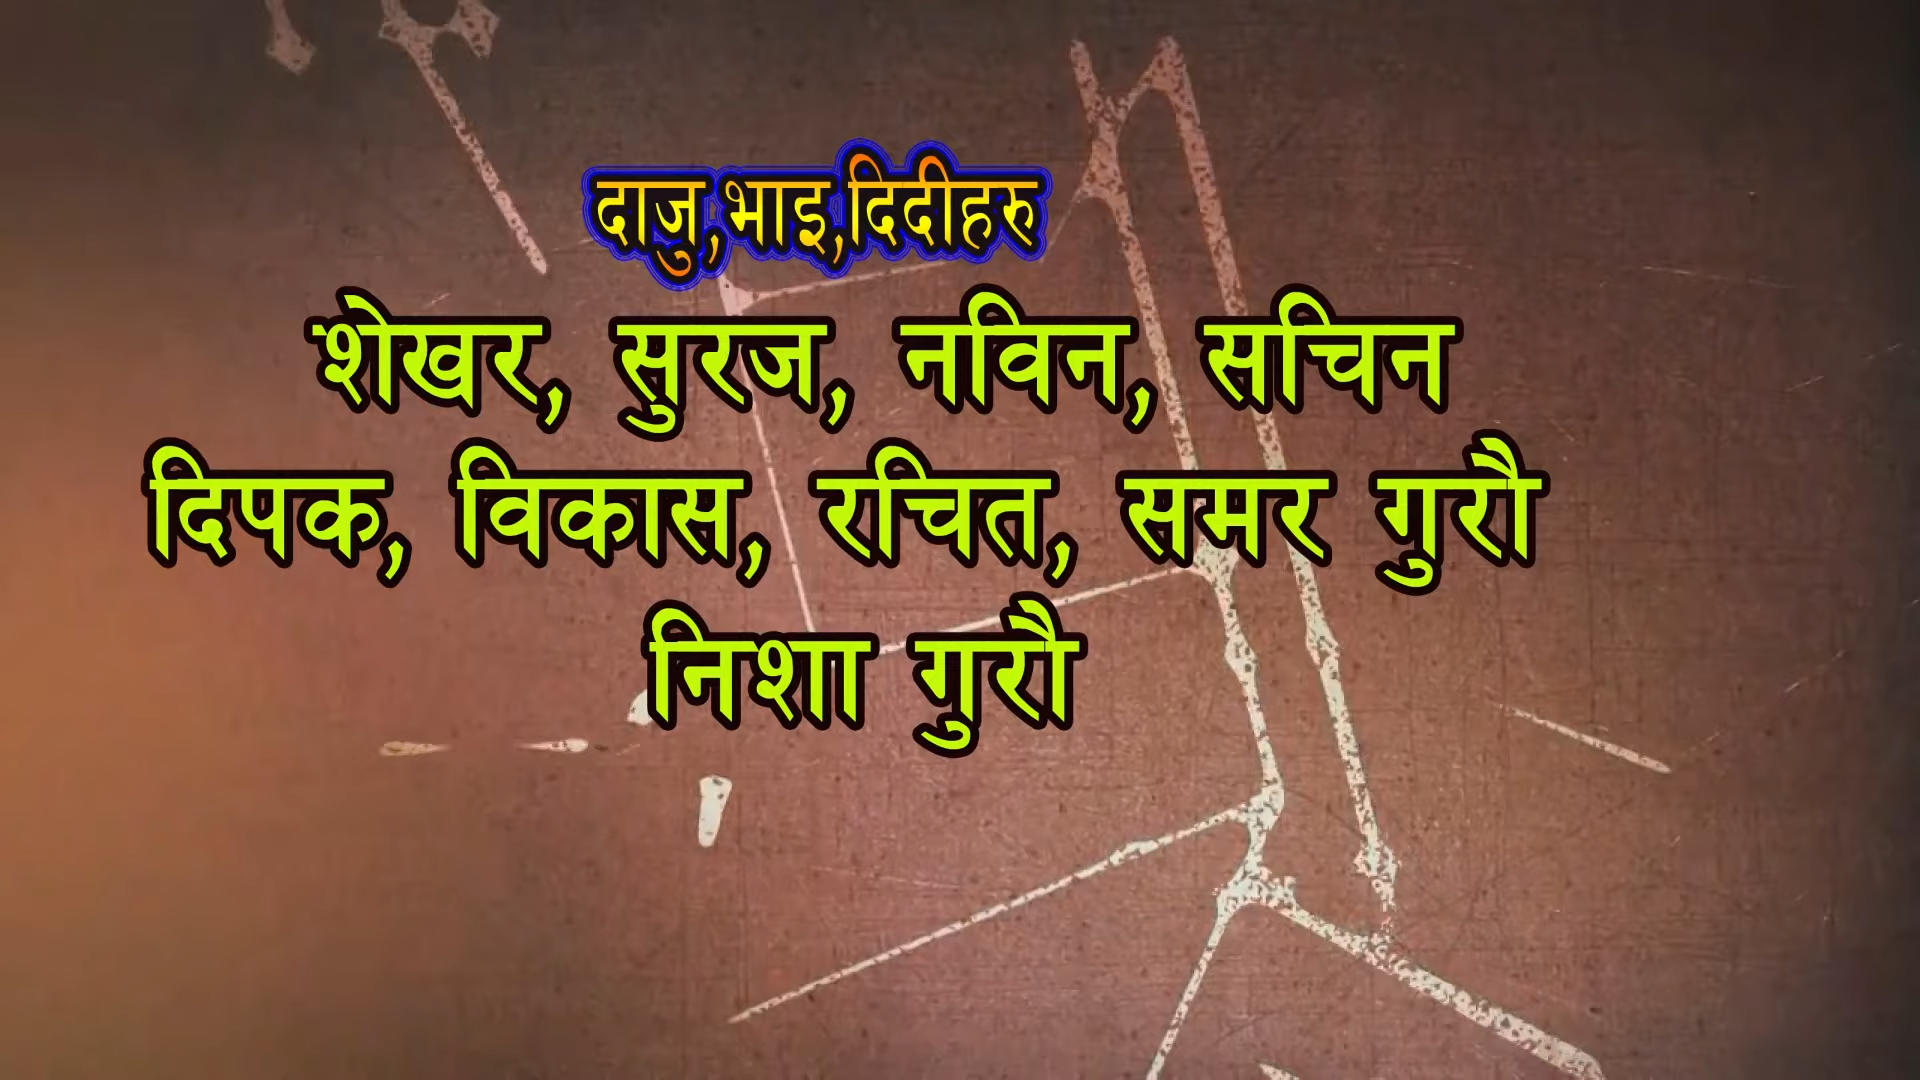 दाजु,भाइ,दिदीहरु
शेखर, सुरज, नविन, सचिन
दिपक, विकास, रचित, समर गुरौ
निशा गुरौ